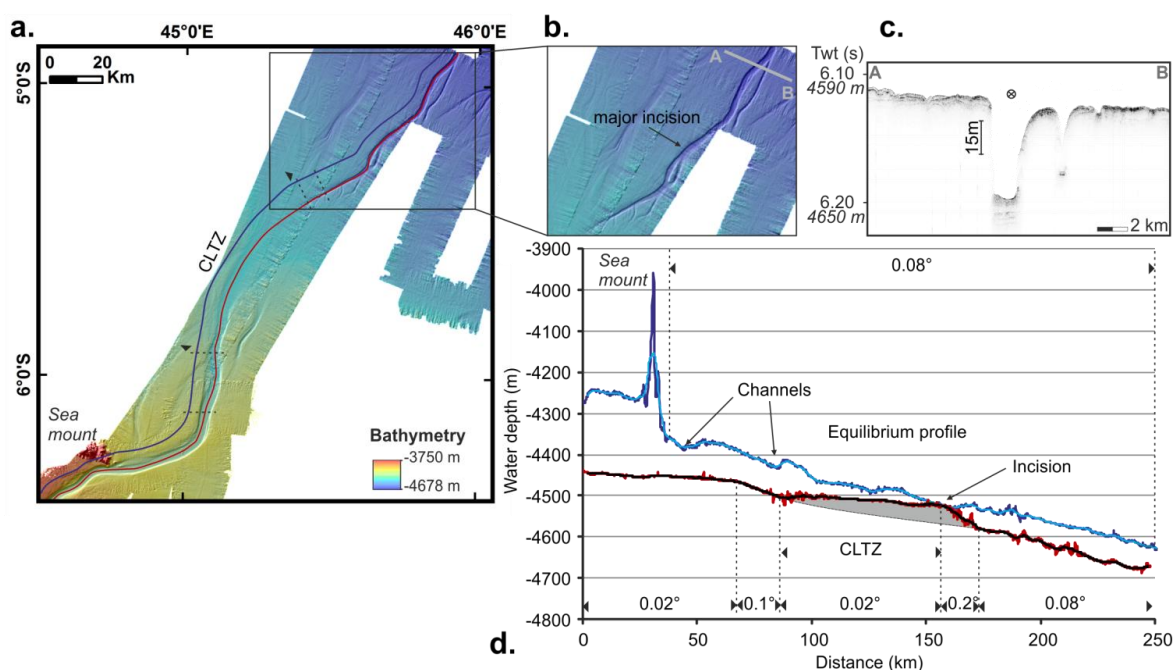 a.
45°0'E
46°0'E
0 20
Km
5°0'S
6°0'S
CLTZ
Sea
mount
Bathymetry
-3750 m
-4678 m
b.
A
B
major incision
c.
Twt (s)
6.10
4590 m
A
B
15m
6.20
4650 m
2 km
-3900
-4000
-4100
-4200
-4300
-4400
-4500
-4600
-4700
-4800
Water depth (m)
Sea
mount
0.08°
Channels
Equilibrium profile
Incision
CLTZ
0.02°
0.1°
0.02°
0.2°
0.08°
0
50
100
150
200
250
d.
Distance (km)